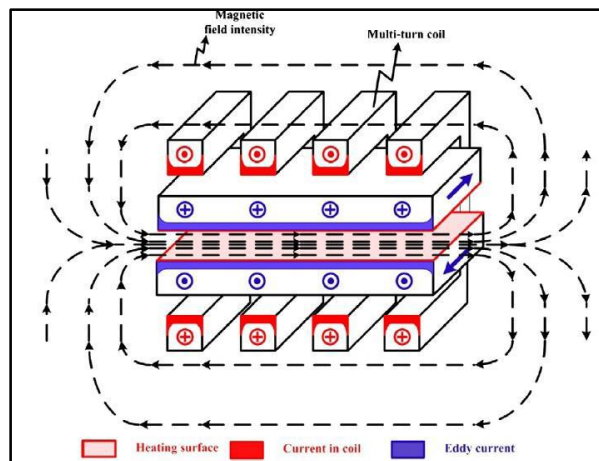 Magnetic
field intensity
Multi-turn coil
Heating surface
Current in coil
Eddy current